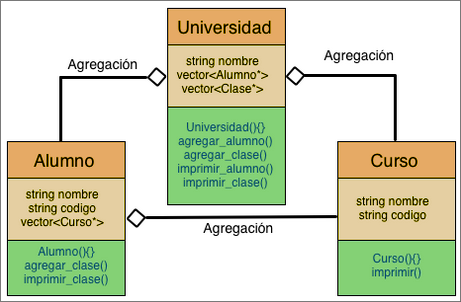 Universidad
string nombre
vector<Alumno*>
vector<Clase*>
Universidad(){}
agregar_alumno()
agregar_clase()
imprimir_alumno()
imprimir_clase()
Agregación
Agregación
Alumno
string nombre
string codigo
vector<Curso*>
Alumno(){}
agregar_clase()
imprimir_clase()
Agregación
Curso
string nombre
string codigo
Curso(){}
imprimir()